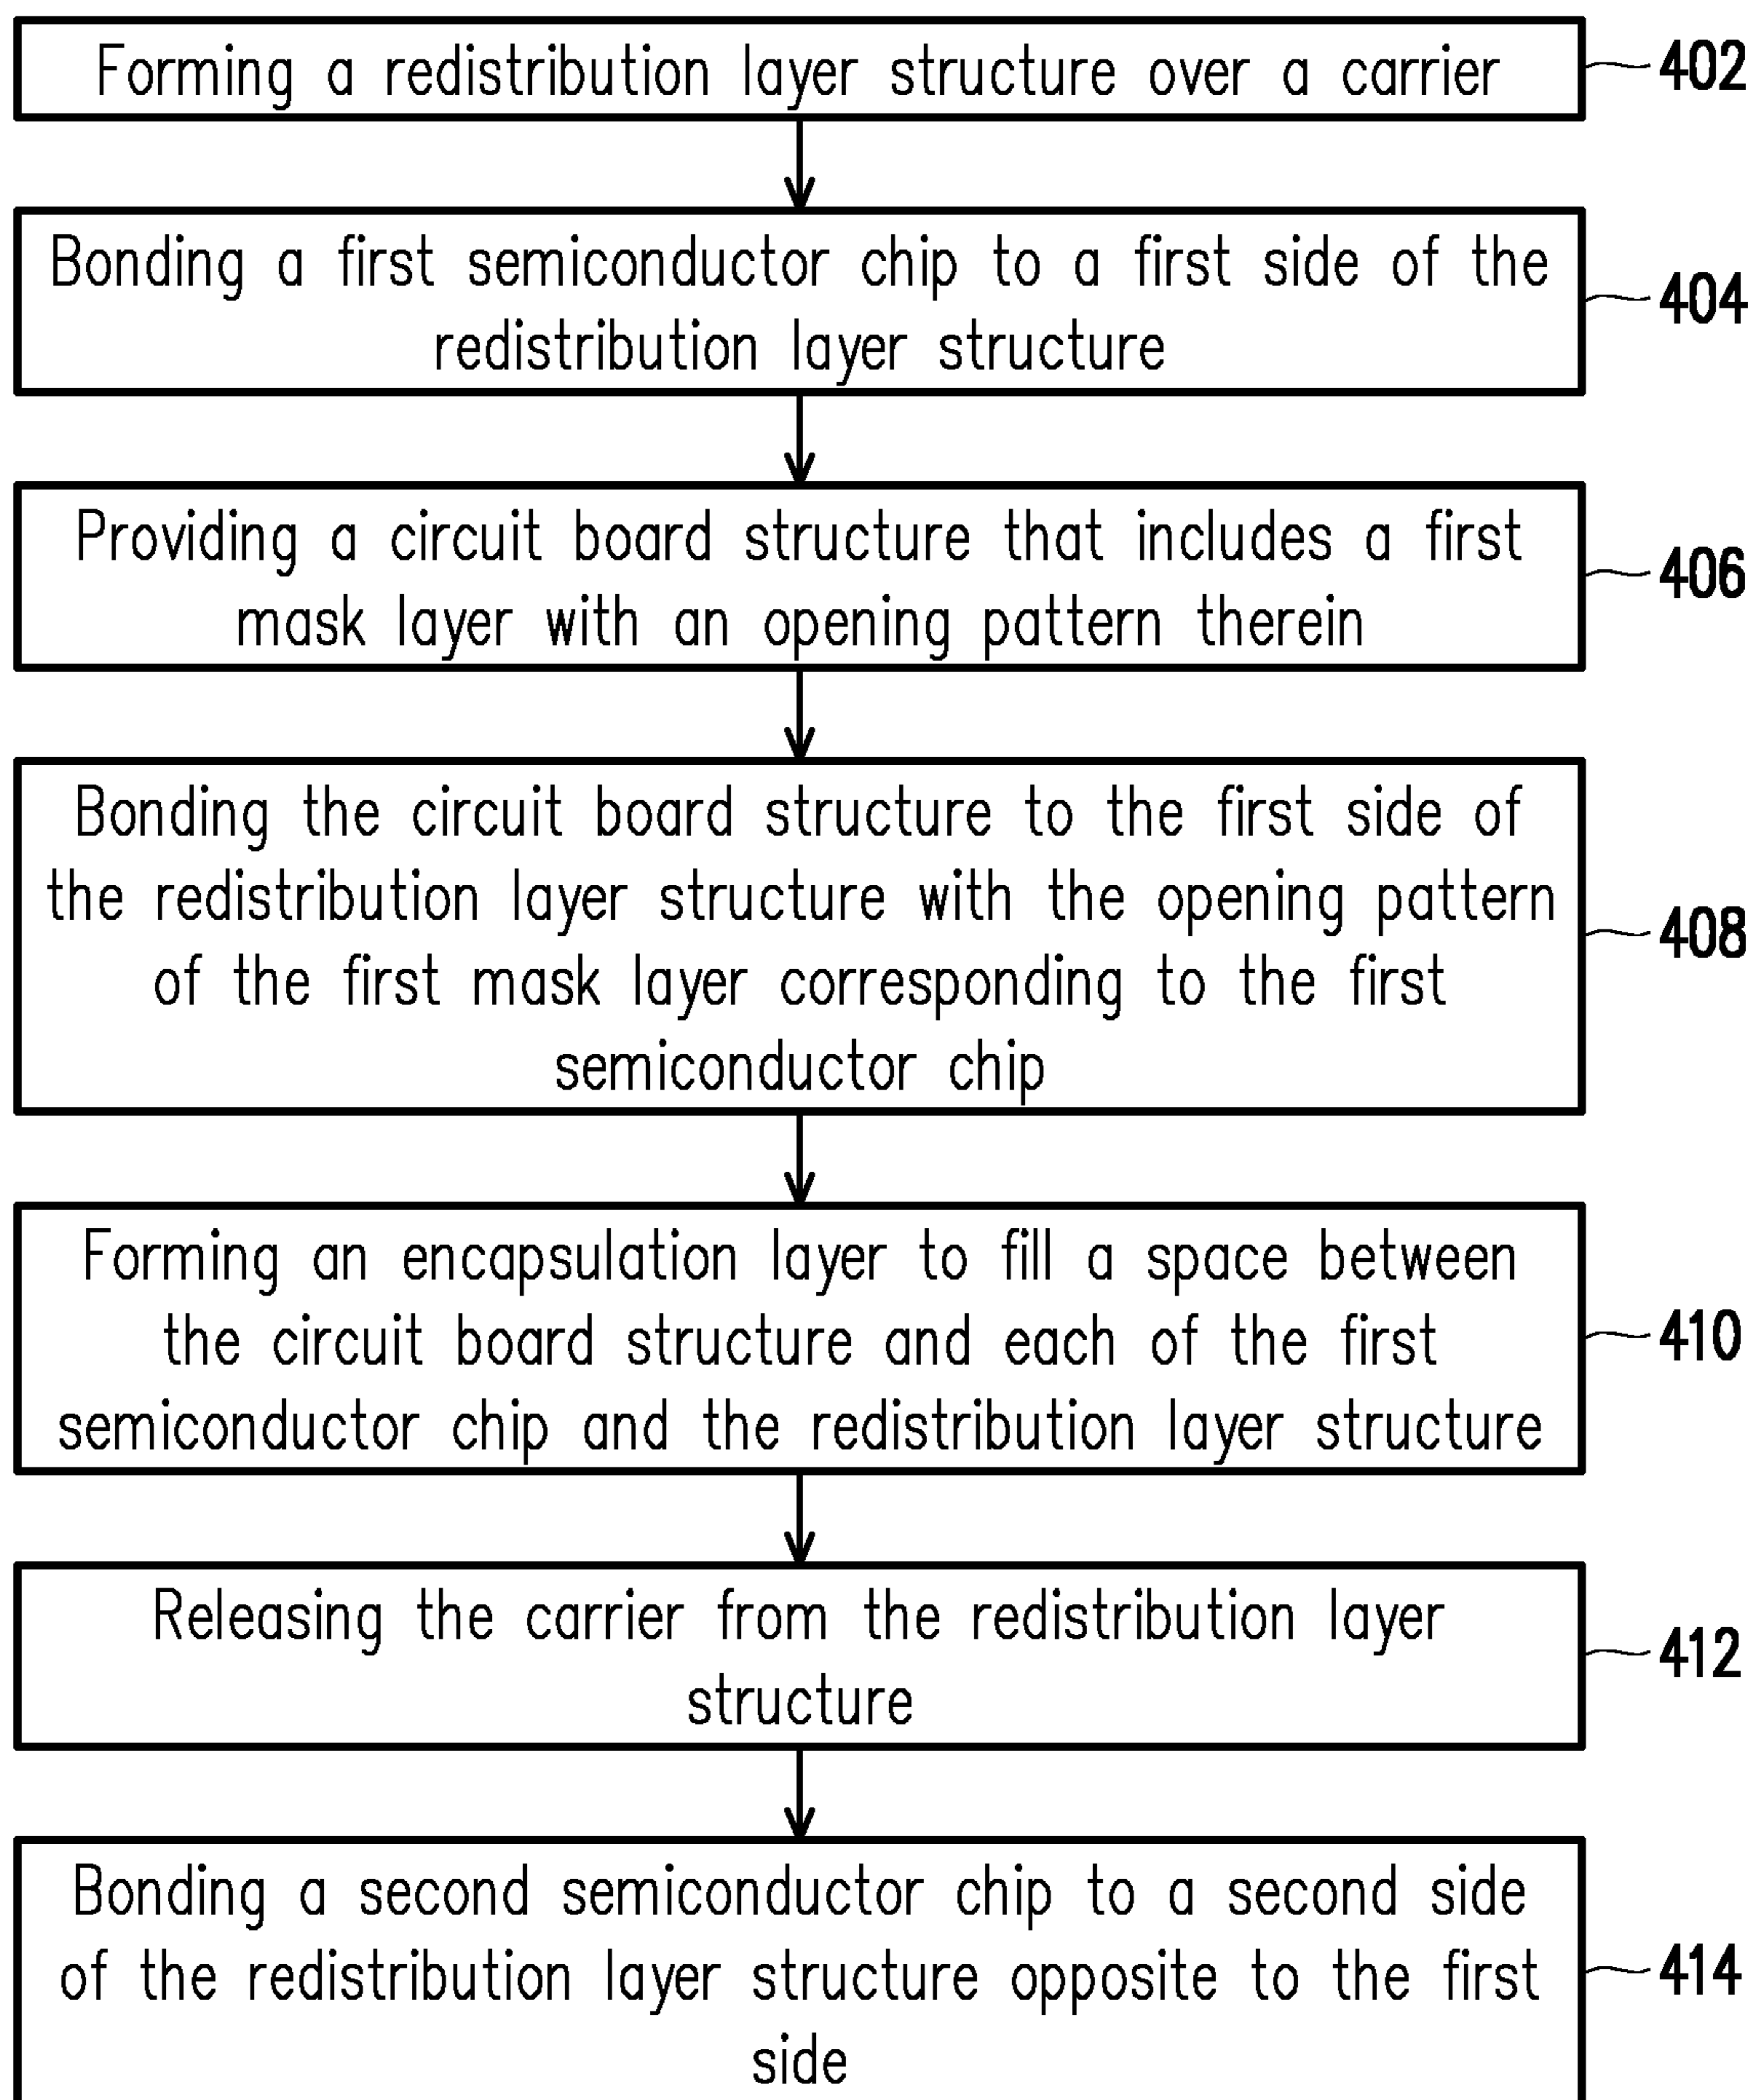 Forming a redistribution layer structure over a carrier
402
Bonding a first semiconductor chip to a first side of the
redistribution layer structure
404
Providing a circuit board structure that includes a first
mask layer with an opening pattern therein
406
Bonding the circuit board structure to the first side of
the redistribution layer structure with the opening pattern
of the first mask layer corresponding to the first
semiconductor chip
408
Forming an encapsulation layer to fill a space between
the circuit board structure and each of the first
semiconductor chip and the redistribution layer structure
410
Releasing the carrier from the redistribution layer
structure
412
Bonding a second semiconductor chip to a second side
of the redistribution layer structure opposite to the first
side
414